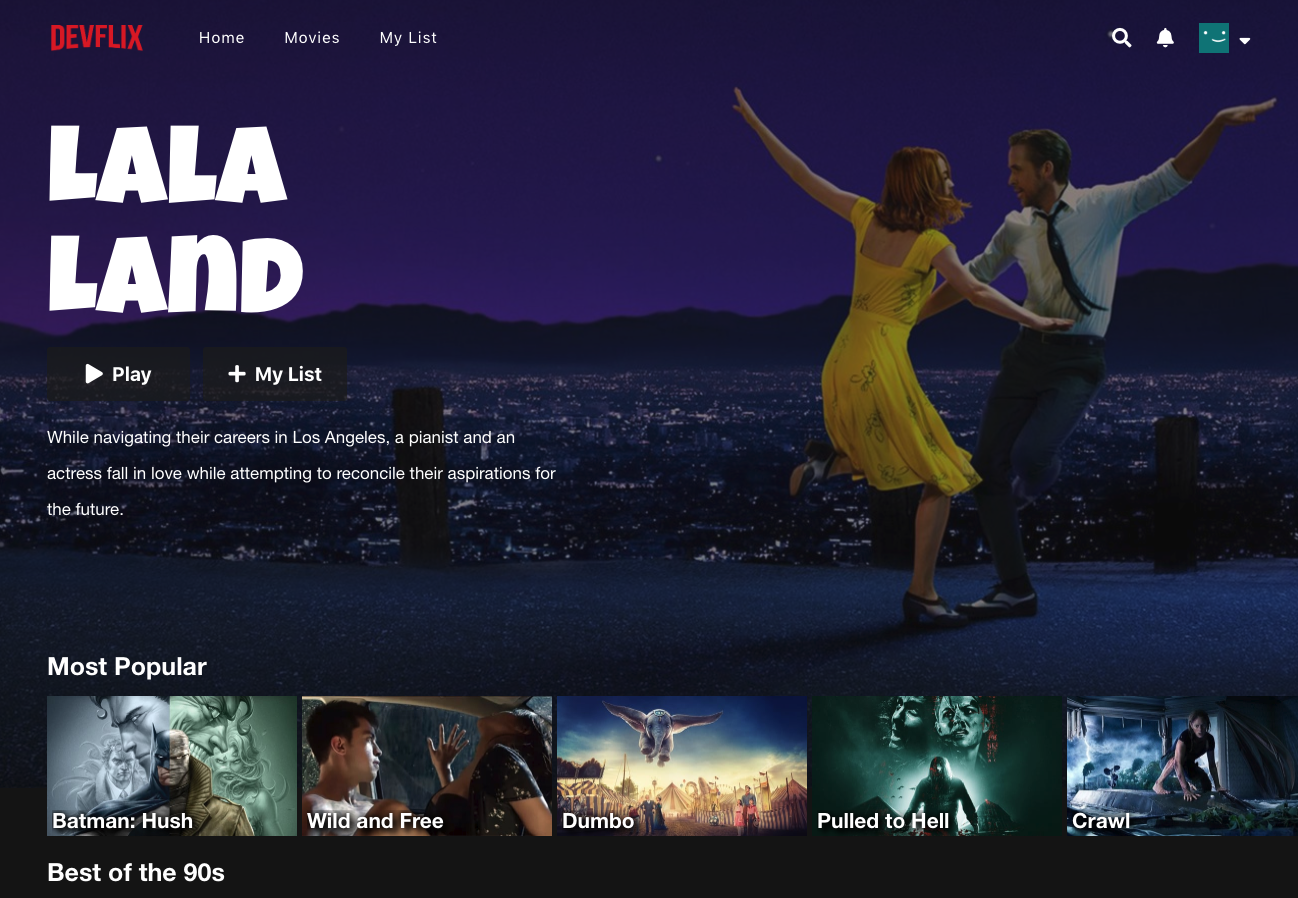 DEVFLIX Home Movies My List
LALA
LAND
Play My List
While navigating their careers in Los Angeles, a pianist and an
actress fall in love while attempting to reconcile their aspirations for
the future.
Most Popular
Batman: Hush Wild and Free Dumbo Pulled to Hell Crawl
Best of the 90s